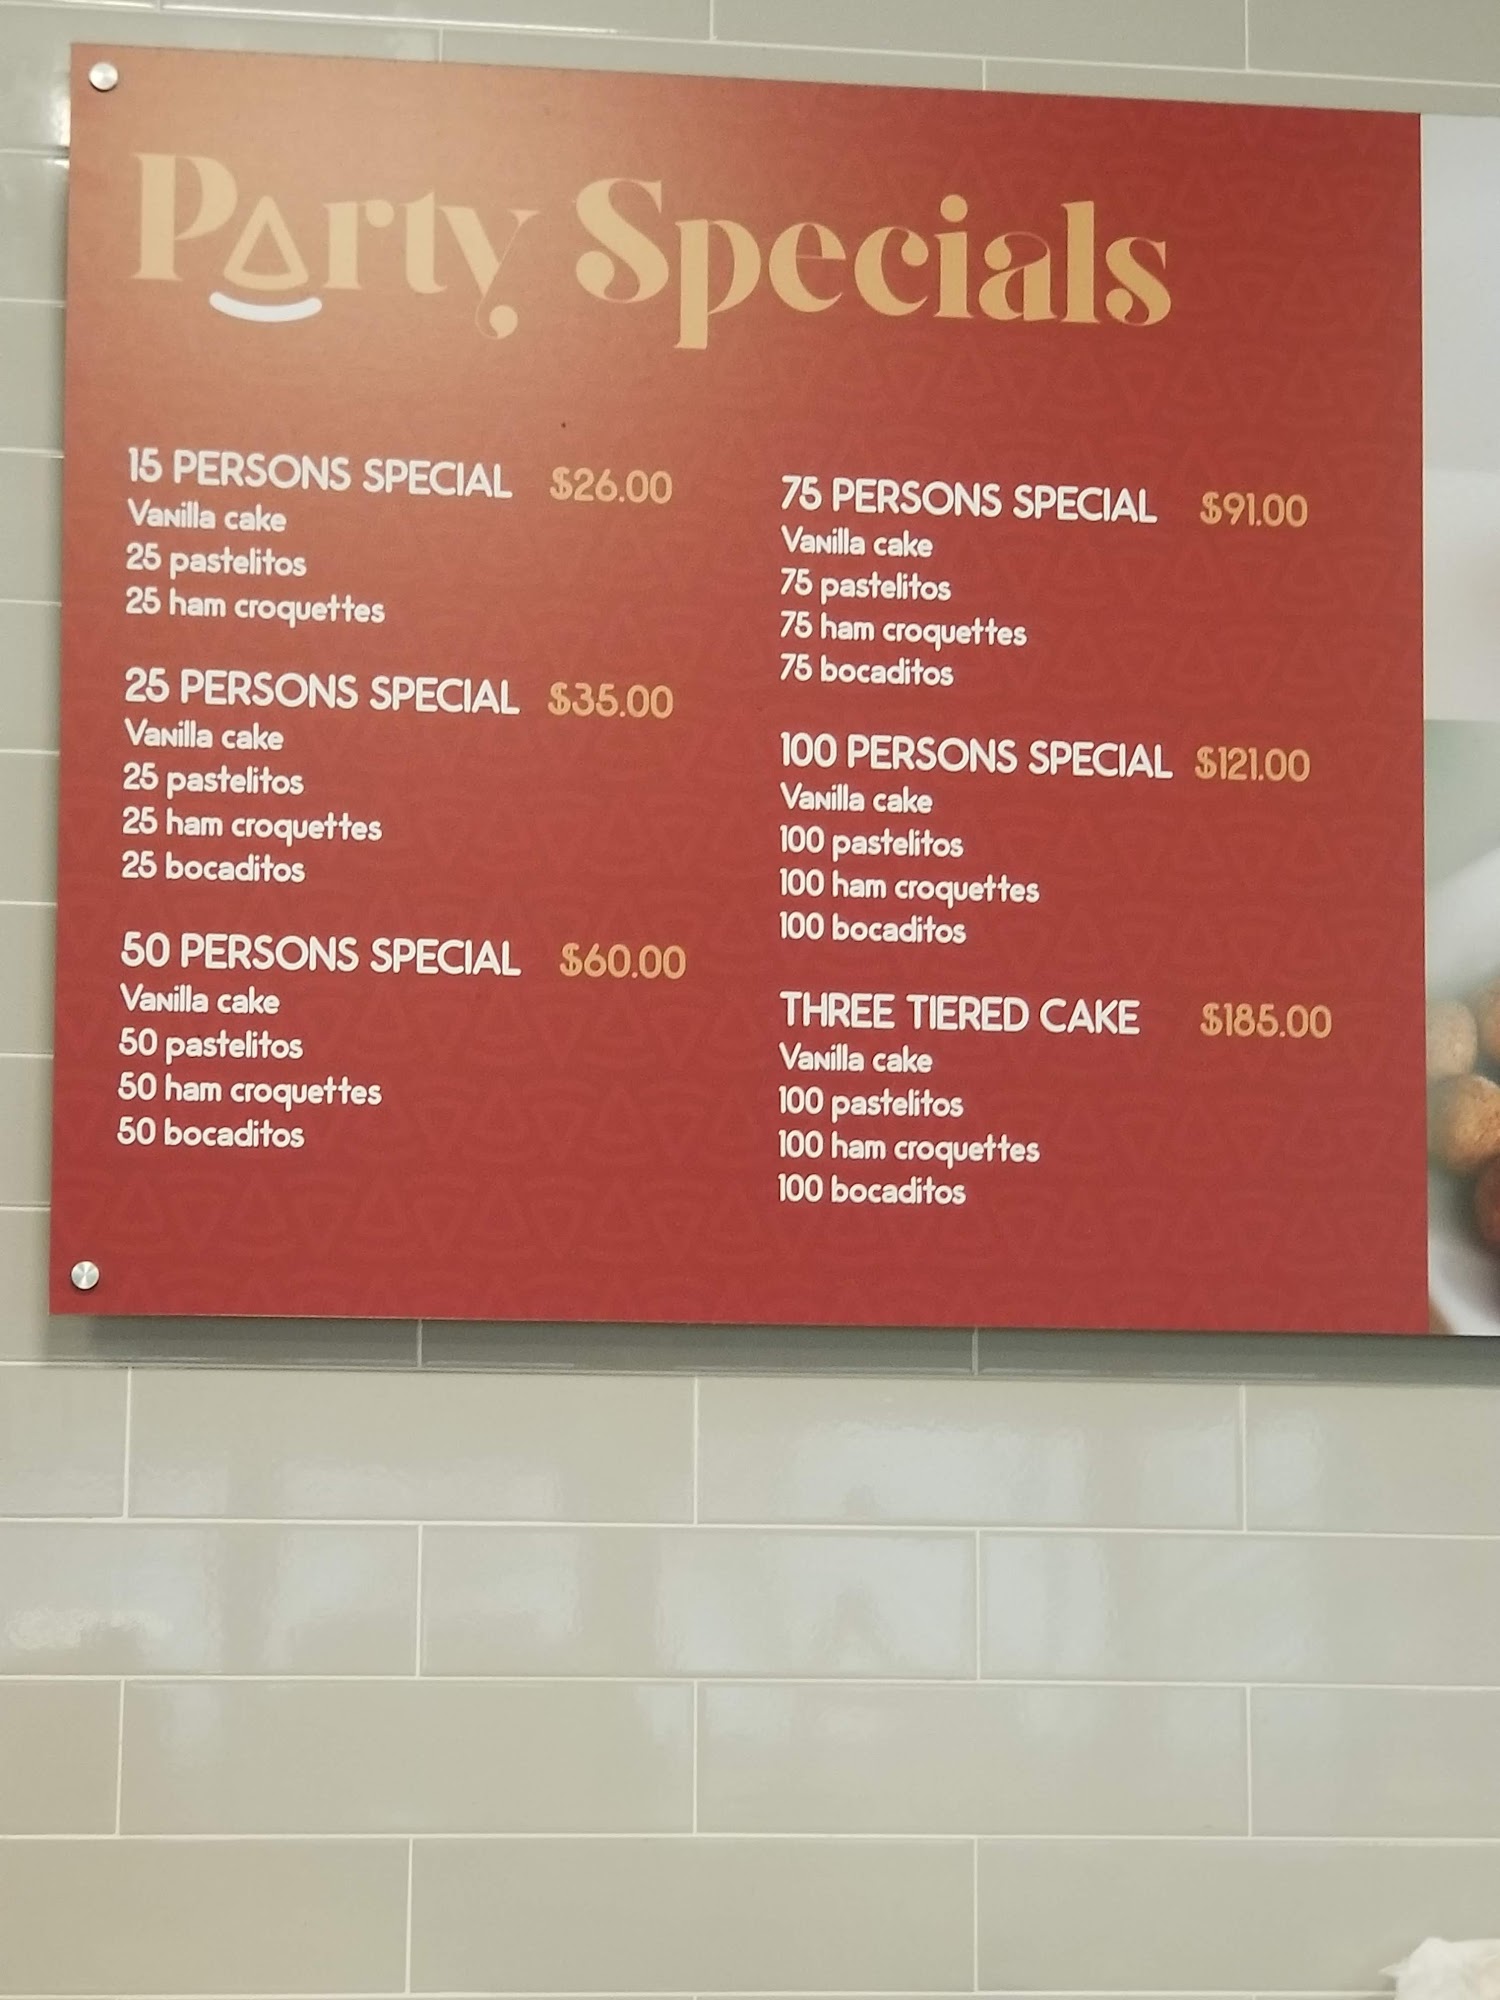 Party Specials
15 PERSONS SPECIAL $26.00
Vanilla cake
25 pastelitos
25 ham croquettes
25 PERSONS SPECIAL $35.00
Vanilla cake
25 pastelitos
25 ham croquettes
25 bocaditos
50 PERSONS SPECIAL $60.00
Vanilla cake
50 pastelitos
50 ham croquettes
50 bocaditos
75 PERSONS SPECIAL $91.00
Vanilla cake
75 pastelitos
75 ham croquettes
75 bocaditos
100 PERSONS SPECIAL $121.00
Vanilla cake
100 pastelitos
100 ham croquettes
100 bocaditos
THREE TIERED CAKE $185.00
Vanilla cake
100 pastelitos
100 ham croquettes
100 bocaditos